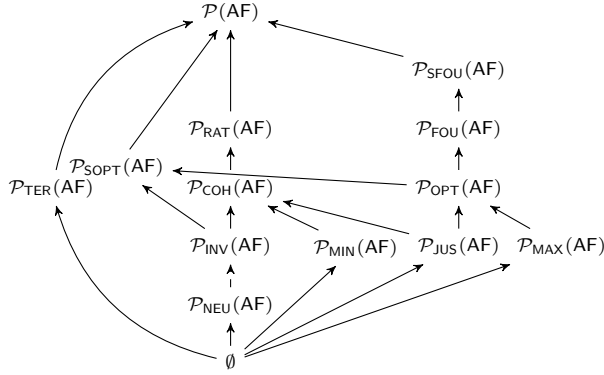 𝒫(AF)
𝒫SFOU(AF)
𝒫RAT(AF)
𝒫FOU(AF)
𝒫SOPT(AF)
𝒫TER(AF)
𝒫COH(AF)
𝒫OPT(AF)
𝒫INV(AF)
𝒫MIN(AF)
𝒫JUS(AF)
𝒫MAX(AF)
𝒫NEU(AF)
∅